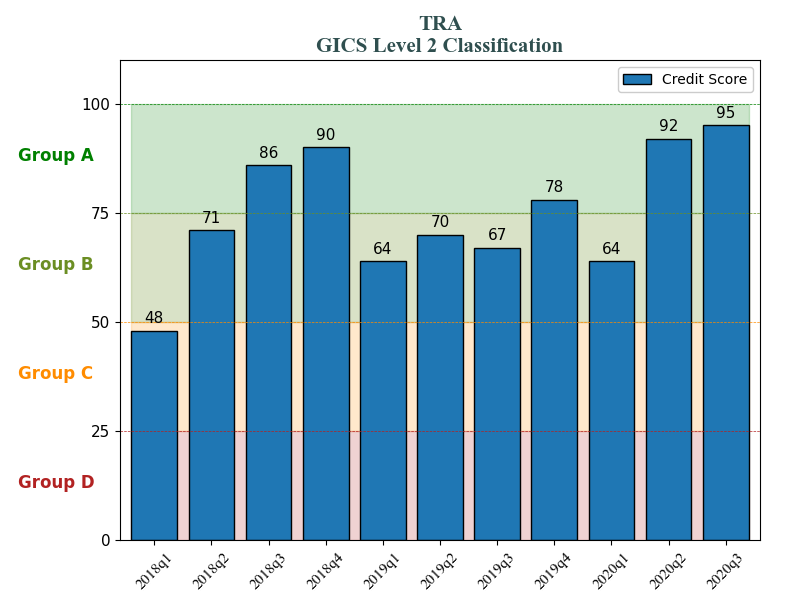 TRA
GICS Level 2 Classification
Credit Score
100
75
50
25
0
Group A
Group B
Group C
Group D
48
71
86
90
64
70
67
78
64
92
95
2018q1
2018q2
2018q3
2018q4
2019q1
2019q2
2019q3
2019q4
2020q1
2020q2
2020q3